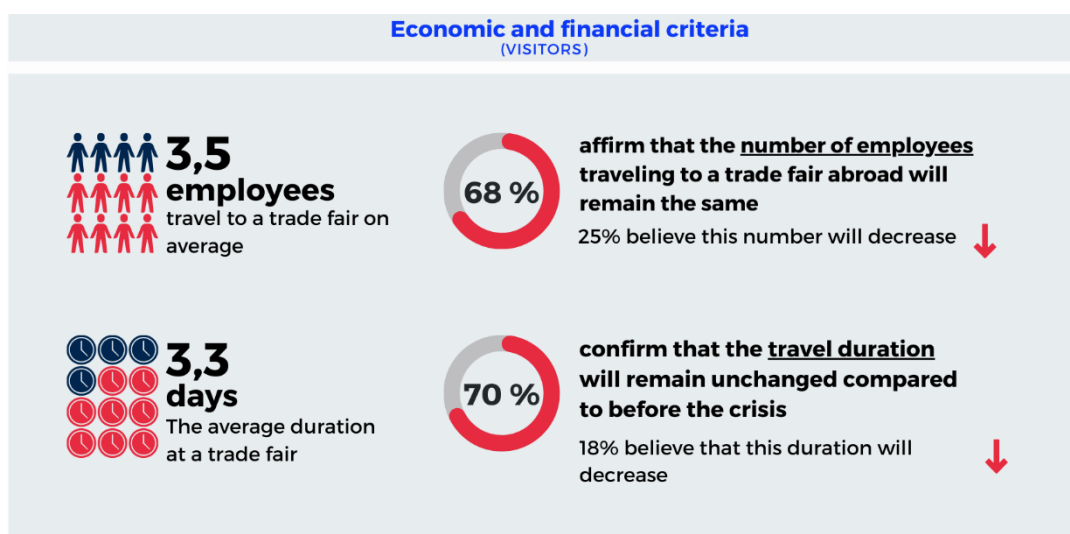 Economic and financial criteria
(VISITORS)
3,5
employees
travel to a trade fair on
average
68 %
affirm that the number of employees
traveling to a trade fair abroad will
remain the same
25% believe this number will decrease
3,3
days
The average duration
at a trade fair
70 %
confirm that the travel duration
will remain unchanged compared
to before the crisis
18% believe that this duration will
decrease